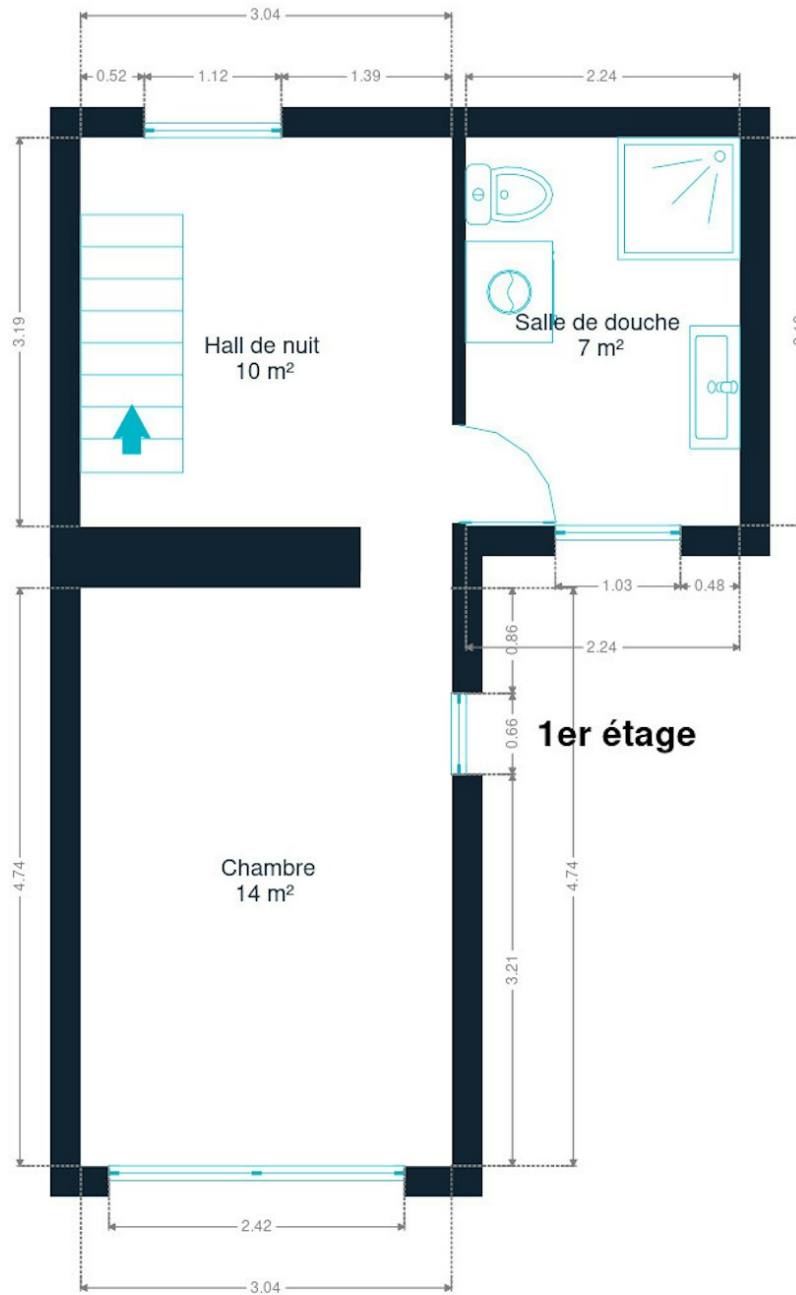 3.04
0.52
1.12
1.39
2.24
3.19
Hall de nuit
10 m²
Salle de douche
7 m²
1.03
0.48
2.24
0.86
0.66
1er étage
4.74
Chambre
14 m²
4.74
3.21
2.42
3.04